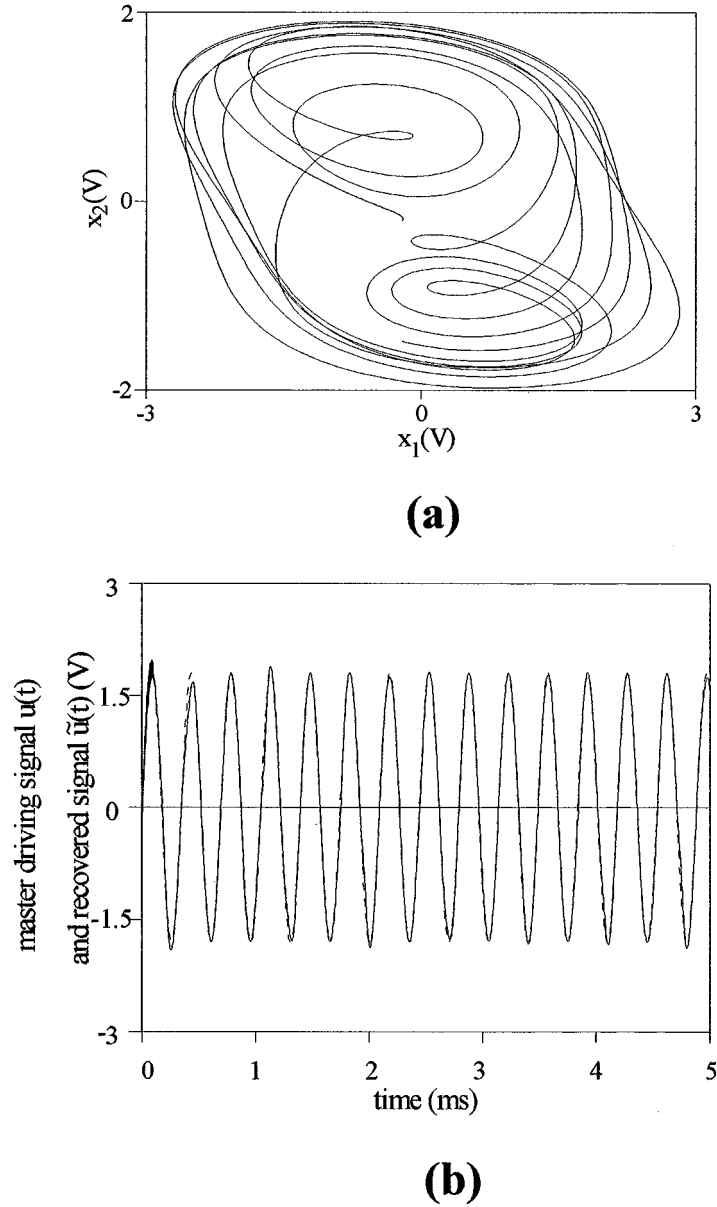 2
0
-2
x2(V)
-3
0
3
x1(V)
(a)
3
1.5
0
-1.5
-3
master driving signal u(t)
and recovered signal ũ(t) (V)
0
1
2
3
4
5
time (ms)
(b)